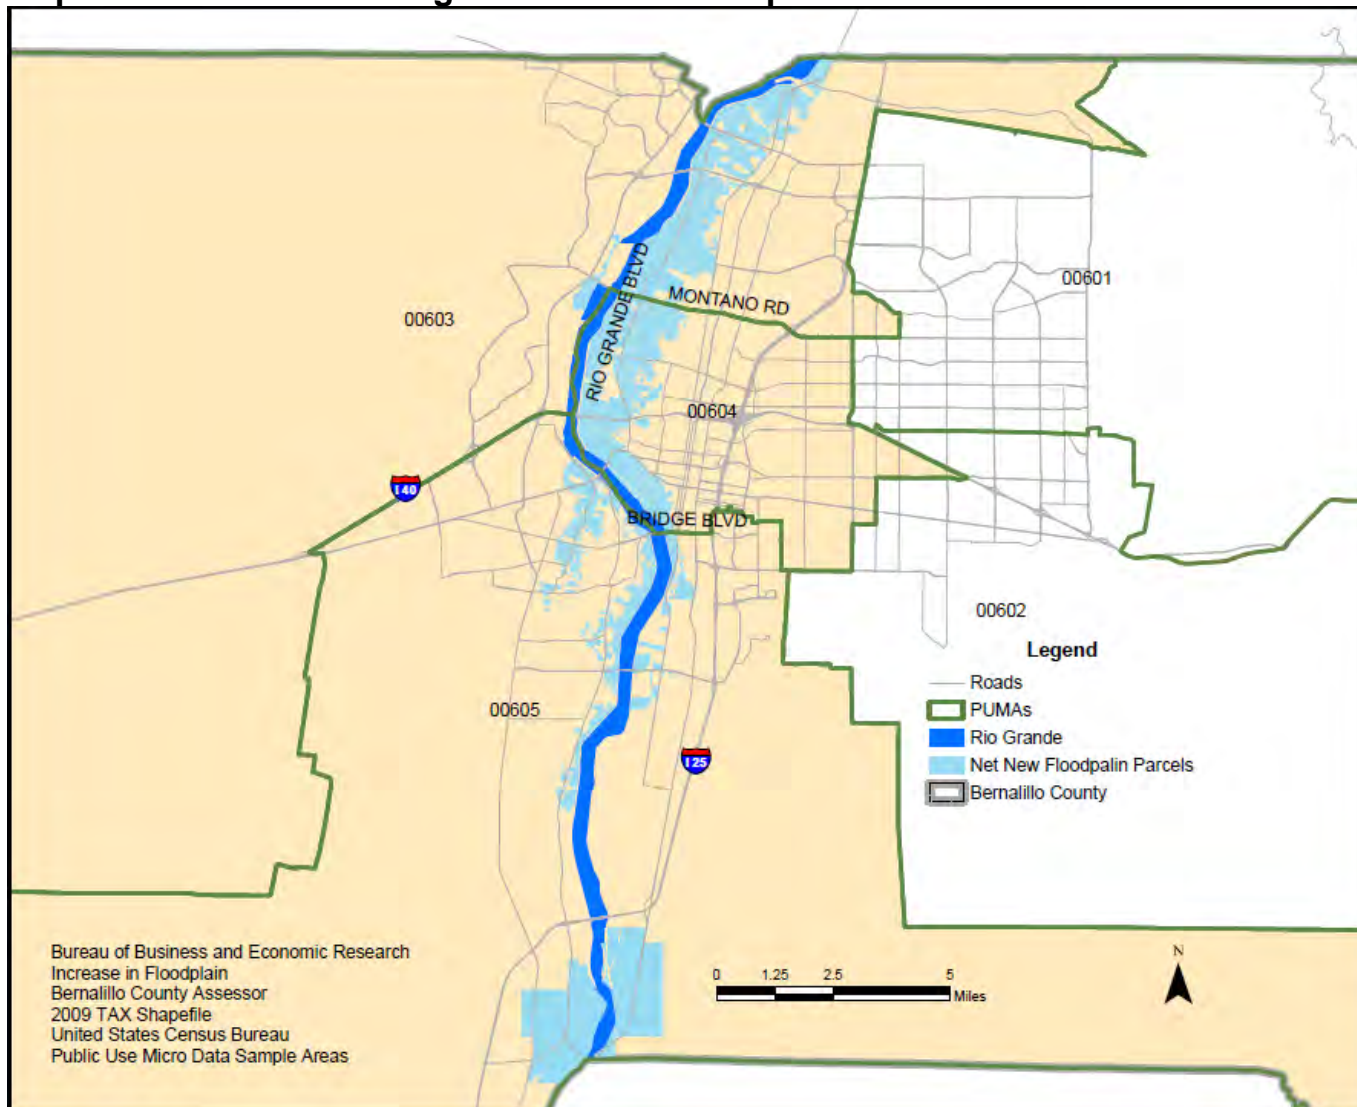 00601
RIO GRANDE BLVD
MONTANO RD
00603
00604
I 40
BRIDGE BLVD
00602
Legend
Roads
PUMAs
Rio Grande
Net New Floodpalin Parcels
Bernalillo County
00605
I 25
Bureau of Business and Economic Research
Increase in Floodplain
Bernalillo County Assessor
2009 TAX Shapefile
United States Census Bureau
Public Use Micro Data Sample Areas
0 1.25 2.5 5
Miles
N